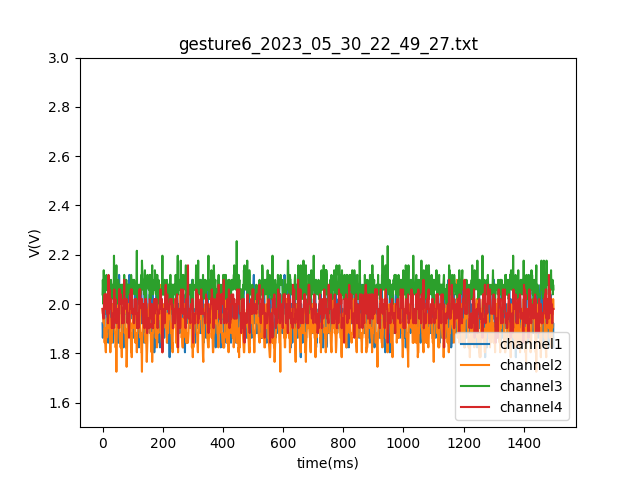 gesture6_2023_05_30_22_49_27.txt
3.0
2.8
2.6
2.4
2.2
2.0
1.8
1.6
V(V)
channel1
channel2
channel3
channel4
0 200 400 600 800 1000 1200 1400
time(ms)